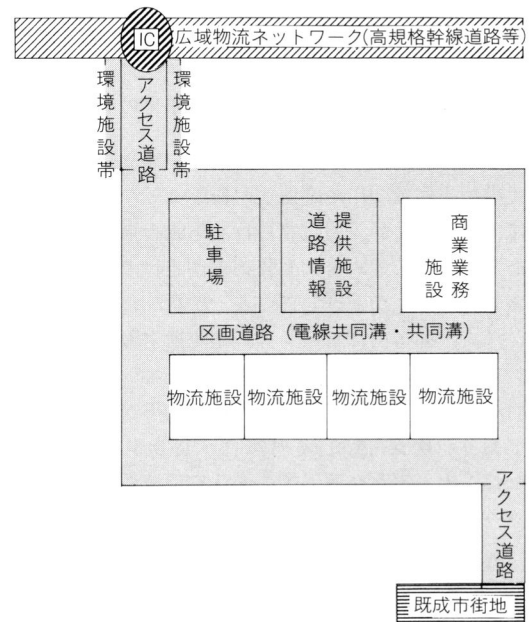 IC 広域物流ネットワーク(高規格幹線道路等)
環境施設帯
アクセス道路
環境施設帯
駐車場
道路情報
提供施設
商業業務
施設
区画道路（電線共同溝・共同溝）
物流施設 物流施設 物流施設 物流施設
アクセス道路
既成市街地